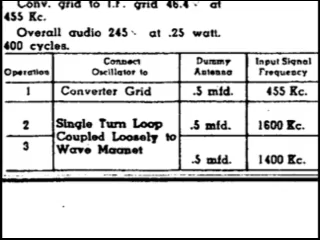 Conv. grid to I.F. grid 46.4 at
455 Kc.
Overall audio 245 at .25 watt.
400 cycles.
Operation Connect Oscillator to Dummy Antenna Input Signal Frequency
1 Converter Grid .5 mfd. 455 Kc.
2 Single Turn Loop .5 mfd. 1600 Kc.
Coupled Loosely to
3 Wave Magnet .5 mfd. 1400 Kc.